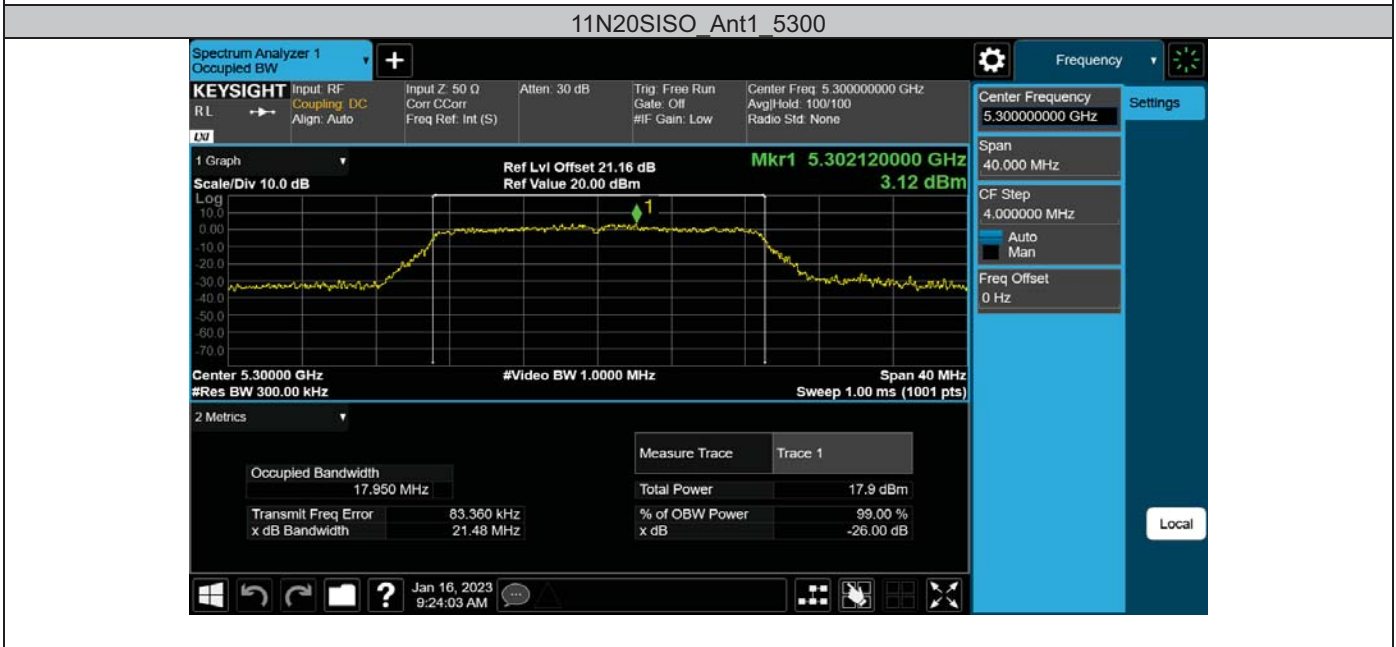 11N20SISO_Ant1_5300
Spectrum Analyzer 1
Occupied BW
Frequency
KEYSIGHT
R L
LXI
Input: RF
Coupling: DC
Align: Auto
Input Z: 50 Ω
Corr CCorr
Freq Ref: Int (S)
Atten: 30 dB
Trig: Free Run
Gate: Off
#IF Gain: Low
Center Freq: 5.300000000 GHz
Avg|Hold: 100/100
Radio Std: None
Center Frequency
5.300000000 GHz
Settings
Span
40.000 MHz
CF Step
4.000000 MHz
Auto
Man
Freq Offset
0 Hz
Local
1 Graph
Scale/Div 10.0 dB
Ref Lvl Offset 21.16 dB
Ref Value 20.00 dBm
Mkr1 5.302120000 GHz
3.12 dBm
Log
10.0
0.00
-10.0
-20.0
-30.0
-40.0
-50.0
-60.0
-70.0
1
Center 5.30000 GHz
#Res BW 300.00 kHz
#Video BW 1.0000 MHz
Span 40 MHz
Sweep 1.00 ms (1001 pts)
2 Metrics
Measure Trace Trace 1
Occupied Bandwidth
17.950 MHz
Total Power 17.9 dBm
Transmit Freq Error 83.360 kHz
% of OBW Power 99.00 %
x dB Bandwidth 21.48 MHz
x dB -26.00 dB
?
Jan 16, 2023
9:24:03 AM